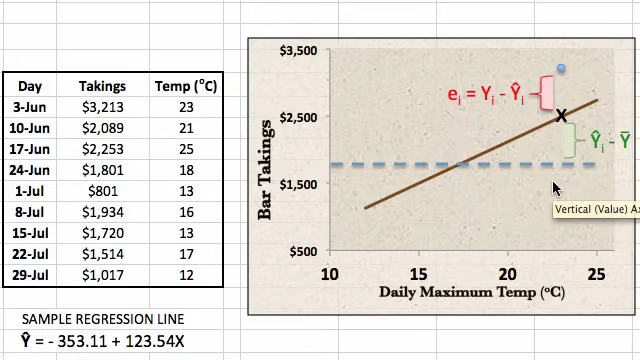 Day Takings Temp (°C)
3-Jun $3,213 23
10-Jun $2,089 21
17-Jun $2,253 25
24-Jun $1,801 18
1-Jul $801 13
8-Jul $1,934 16
15-Jul $1,720 13
22-Jul $1,514 17
29-Jul $1,017 12
SAMPLE REGRESSION LINE
Ŷ = - 353.11 + 123.54X
$3,500
$2,500
$1,500
$500
Bar Takings
eᵢ = Yᵢ - Ŷᵢ
X
Ŷᵢ - Ȳ
Vertical (Value) A
10 15 20 25
Daily Maximum Temp (°C)